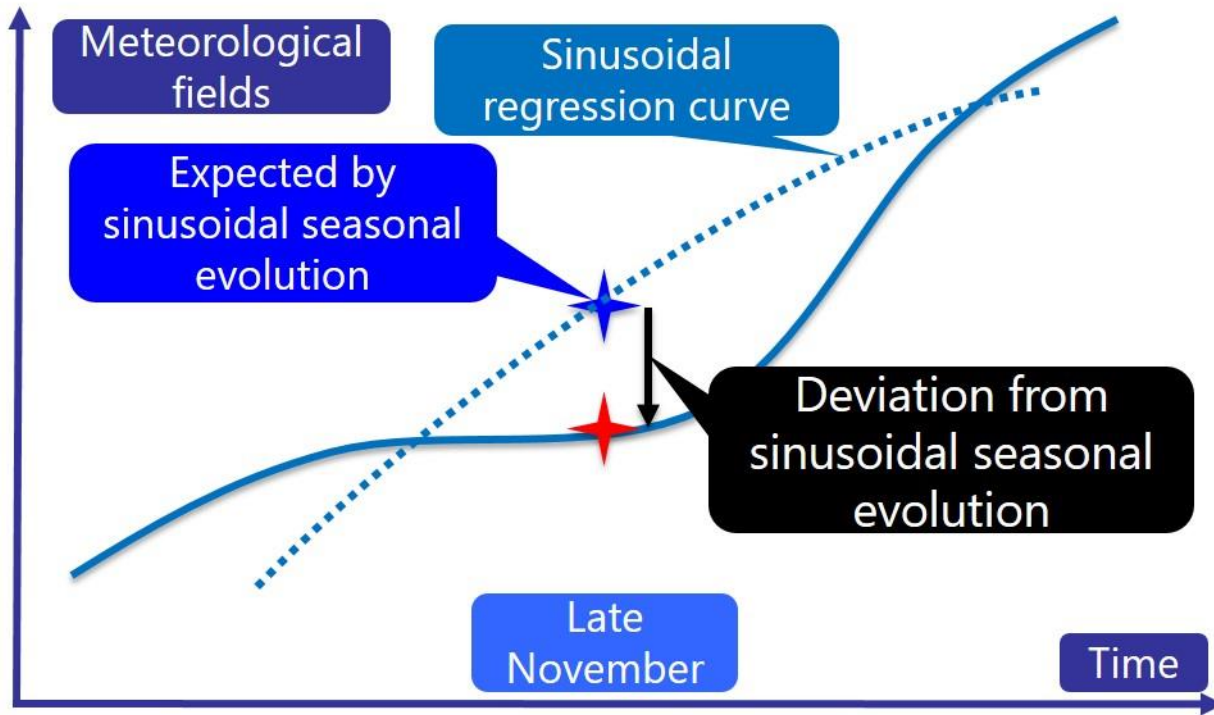 Meteorological
fields
Sinusoidal
regression curve
Expected by
sinusoidal seasonal
evolution
Deviation from
sinusoidal seasonal
evolution
Late
November
Time